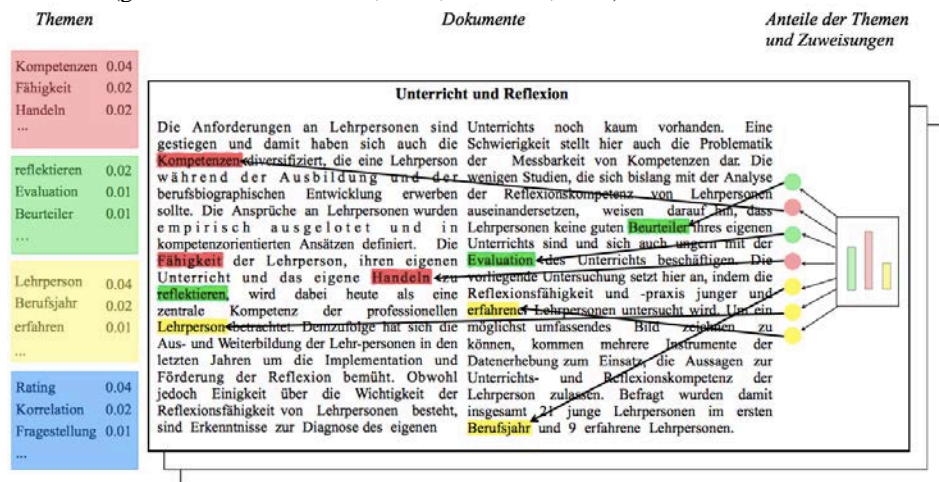 Themen
Dokumente
Anteile der Themen
und Zuweisungen
Kompetenzen 0.04
Fähigkeit 0.02
Handeln 0.02
...
reflektieren 0.02
Evaluation 0.01
Beurteiler 0.01
...
Lehrperson 0.04
Berufsjahr 0.02
erfahren 0.01
...
Rating 0.04
Korrelation 0.02
Fragestellung 0.01
...
Unterricht und Reflexion
Die Anforderungen an Lehrpersonen sind
gestiegen und damit haben sich auch die
Kompetenzen diversifiziert, die eine Lehrperson
während der Ausbildung und der
berufsbiographischen Entwicklung erwerben
sollte. Die Ansprüche an Lehrpersonen wurden
empirisch ausgelotet und in
kompetenzorientierten Ansätzen definiert. Die
Fähigkeit der Lehrperson, ihren eigenen
Unterricht und das eigene Handeln zu
reflektieren, wird dabei heute als eine
zentrale Kompetenz der professionellen
Lehrperson betrachtet. Demzufolge hat sich die
Aus- und Weiterbildung der Lehr-personen in den
letzten Jahren um die Implementation und
Förderung der Reflexion bemüht. Obwohl
jedoch Einigkeit über die Wichtigkeit der
Reflexionsfähigkeit von Lehrpersonen besteht,
sind Erkenntnisse zur Diagnose des eigenen
Unterrichts noch kaum vorhanden. Eine
Schwierigkeit stellt hier auch die Problematik
der Messbarkeit von Kompetenzen dar. Die
wenigen Studien, die sich bislang mit der Analyse
der Reflexionskompetenz von Lehrpersonen
auseinandersetzen, weisen darauf hin, dass
Lehrpersonen keine guten Beurteiler ihres eigenen
Unterrichts sind und sich auch ungern mit der
Evaluation des Unterrichts beschäftigen. Die
vorliegende Untersuchung setzt hier an, indem die
Reflexionsfähigkeit und -praxis junger und
erfahrene Lehrpersonen untersucht wird. Um ein
möglichst umfassendes Bild zeichnen zu
können, kommen mehrere Instrumente der
Datenerhebung zum Einsatz, die Aussagen zur
Unterrichts- und Reflexionskompetenz der
Lehrperson zulassen. Befragt wurden damit
insgesamt 21 junge Lehrpersonen im ersten
Berufsjahr und 9 erfahrene Lehrpersonen.